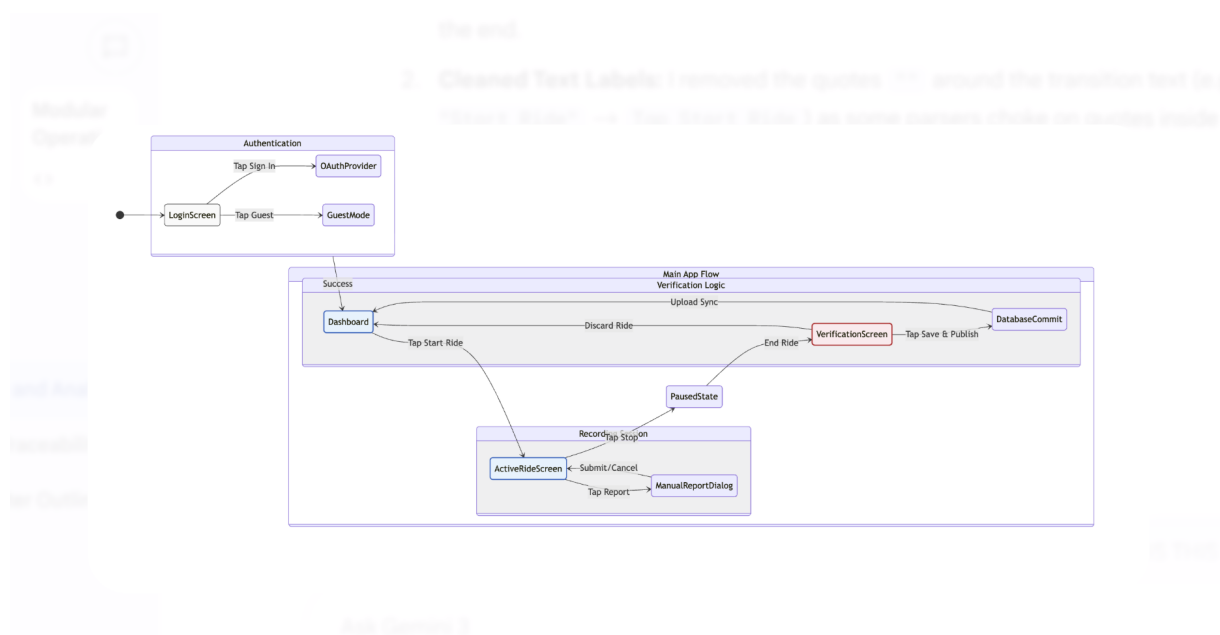 the end.
2. Cleaned Text Labels: I removed the quotes "" around the transition text (e.
Modular
Authentication
Tap Sign In
OAuthProvider
LoginScreen
Tap Guest
GuestMode
Main App Flow
Success
Verification Logic
Upload Sync
Dashboard
Discard Ride
DatabaseCommit
VerificationScreen
Tap Save & Publish
Tap Start Ride
End Ride
PausedState
Tap Stop
ActiveRideScreen
Submit/Cancel
Tap Report
ManualReportDialog
Ask Gemini 3